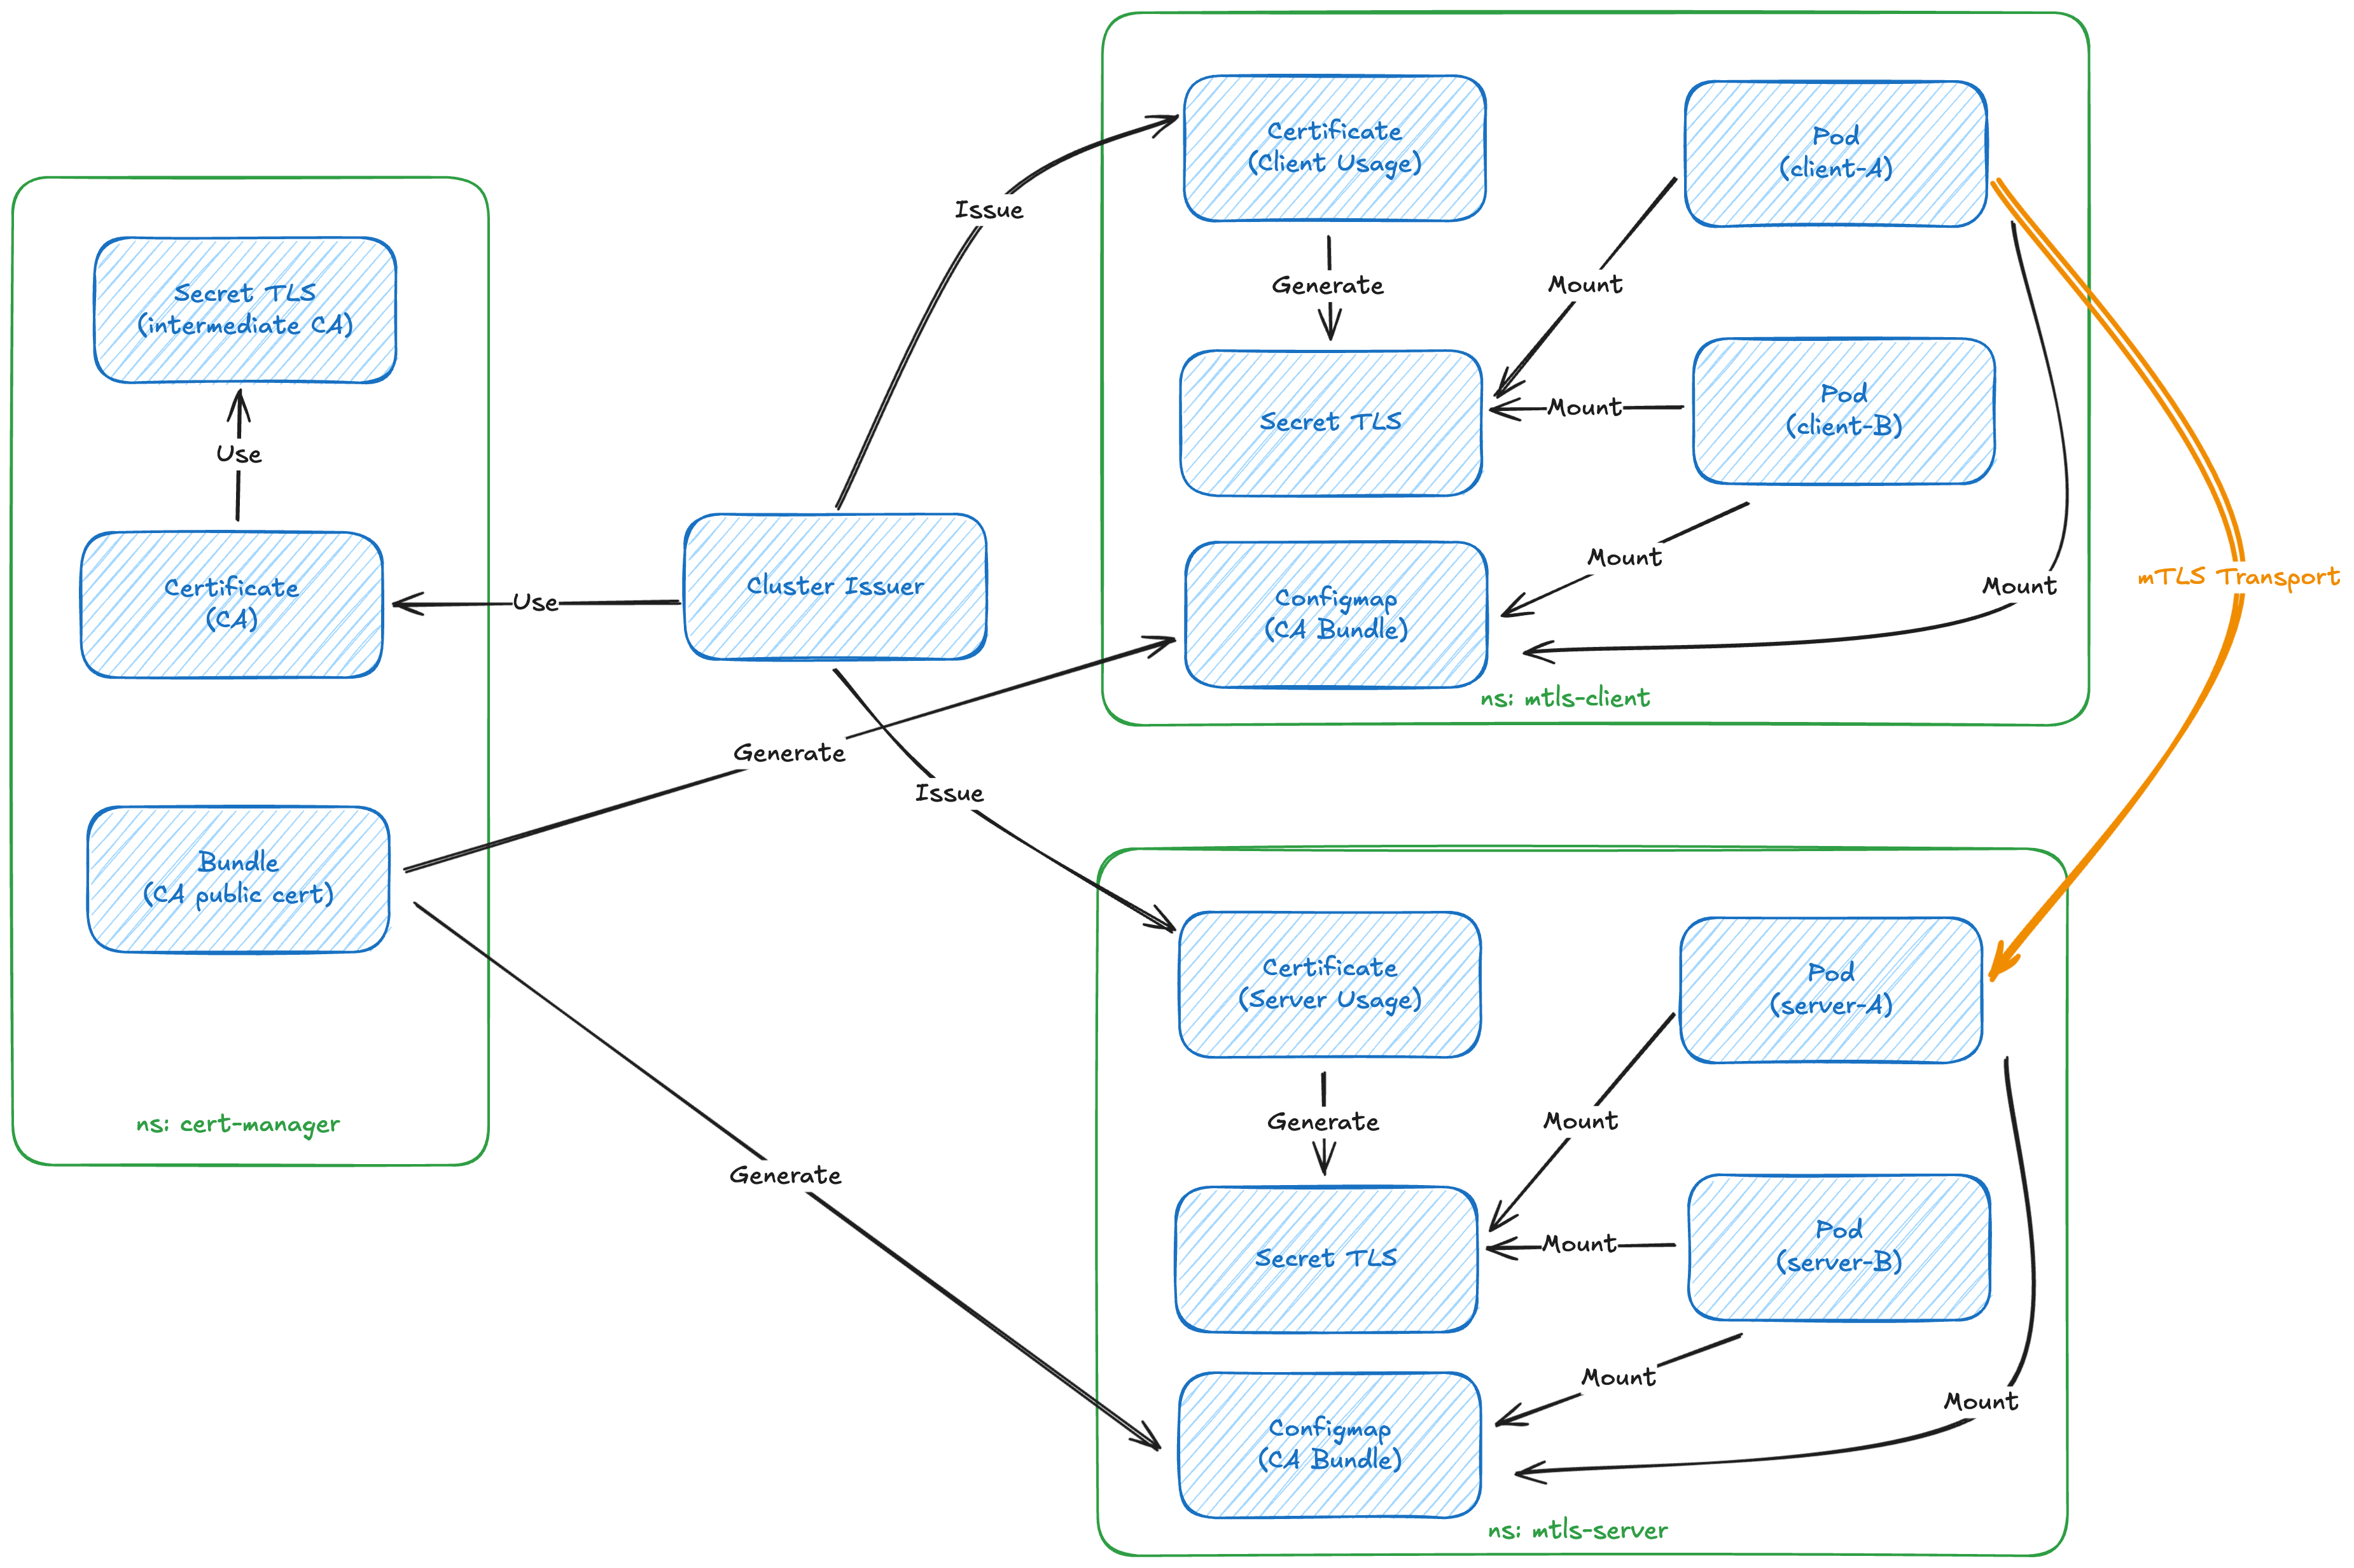 Secret TLS
(intermediate CA)
Use
Certificate
(CA)
Use
Bundle
(CA public cert)
ns: cert-manager
Cluster Issuer
Issue
Generate
Issue
Generate
Certificate
(Client Usage)
Generate
Secret TLS
Configmap
(CA Bundle)
Pod
(client-A)
Mount
Pod
(client-B)
Mount
Mount
Mount
ns: mtls-client
mTLS Transport
Certificate
(Server Usage)
Generate
Secret TLS
Configmap
(CA Bundle)
Pod
(server-A)
Mount
Pod
(server-B)
Mount
Mount
Mount
ns: mtls-server